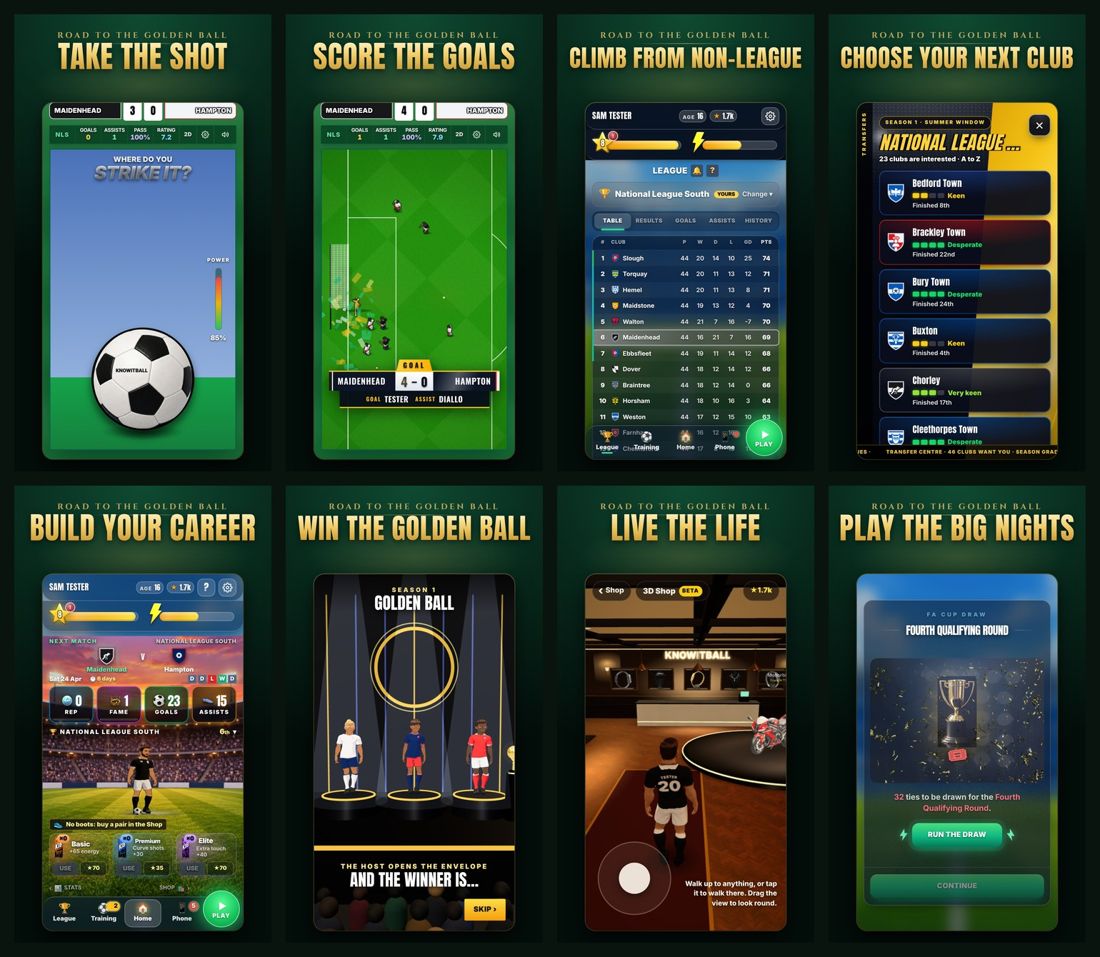 ROAD TO THE GOLDEN BALL
TAKE THE SHOT
MAIDENHEAD 3 0 HAMPTON
NLS GOALS 0 ASSISTS 1 PASS 100% RATING 7.2 2D
WHERE DO YOU
STRIKE IT?
POWER
85%
KNOWITBALL
ROAD TO THE GOLDEN BALL
SCORE THE GOALS
MAIDENHEAD 4 0 HAMPTON
NLS GOALS 1 ASSISTS 1 PASS 100% RATING 7.9 2D
GOAL
MAIDENHEAD 4-0 HAMPTON
GOAL TESTER ASSIST DIALLO
ROAD TO THE GOLDEN BALL
CLIMB FROM NON-LEAGUE
SAM TESTER AGE 16 1.7k
LEAGUE ?
National League South YOURS Change
TABLE RESULTS GOALS ASSISTS HISTORY
# CLUB P W D L GD PTS
1 Slough 44 20 14 10 25 74
2 Torquay 44 20 11 13 12 71
3 Hemel 44 20 11 13 8 71
4 Maidstone 44 19 13 12 4 70
5 Walton 44 21 7 16 -7 70
6 Maidenhead 44 16 21 7 16 69
7 Ebbsfleet 44 19 11 14 12 68
8 Dover 44 18 12 14 12 66
9 Braintree 44 18 12 14 0 66
10 Horsham 44 18 10 16 3 64
11 Weston 44 17 12 15 10 63
League Training Home Phone PLAY
ROAD TO THE GOLDEN BALL
CHOOSE YOUR NEXT CLUB
TRANSFERS
SEASON 1 · SUMMER WINDOW
NATIONAL LEAGUE...
23 clubs are interested · A to Z
Bedford Town
Keen
Finished 8th
Brackley Town
Desperate
Finished 22nd
Bury Town
Desperate
Finished 24th
Buxton
Keen
Finished 4th
Chorley
Very keen
Finished 17th
Cleethorpes Town
Desperate
TRANSFER CENTRE · 46 CLUBS WANT YOU · SEASON
ROAD TO THE GOLDEN BALL
BUILD YOUR CAREER
SAM TESTER AGE 16 1.7k ?
NEXT MATCH NATIONAL LEAGUE SOUTH
V
Maidenhead Hampton
Sat 24 Apr 6 days D D L W D
0 REP 1 FAME 23 GOALS 15 ASSISTS
NATIONAL LEAGUE SOUTH 6th
No boots: buy a pair in the Shop
Basic +65 energy
Premium Curve shots +30
Elite Extra touch +40
USE 70 USE 35 USE 70
STATS SHOP
League Training 2 Home Phone 5 PLAY
ROAD TO THE GOLDEN BALL
WIN THE GOLDEN BALL
SEASON 1
GOLDEN BALL
THE HOST OPENS THE ENVELOPE
AND THE WINNER IS...
SKIP ›
ROAD TO THE GOLDEN BALL
LIVE THE LIFE
‹ Shop 3D Shop BETA 1.7k
KNOWITBALL
TESTER
20
Walk up to anything, or tap
it to walk there. Drag the
view to look round.
ROAD TO THE GOLDEN BALL
PLAY THE BIG NIGHTS
FA CUP DRAW
FOURTH QUALIFYING ROUND
32 ties to be drawn for the Fourth
Qualifying Round.
RUN THE DRAW
CONTINUE